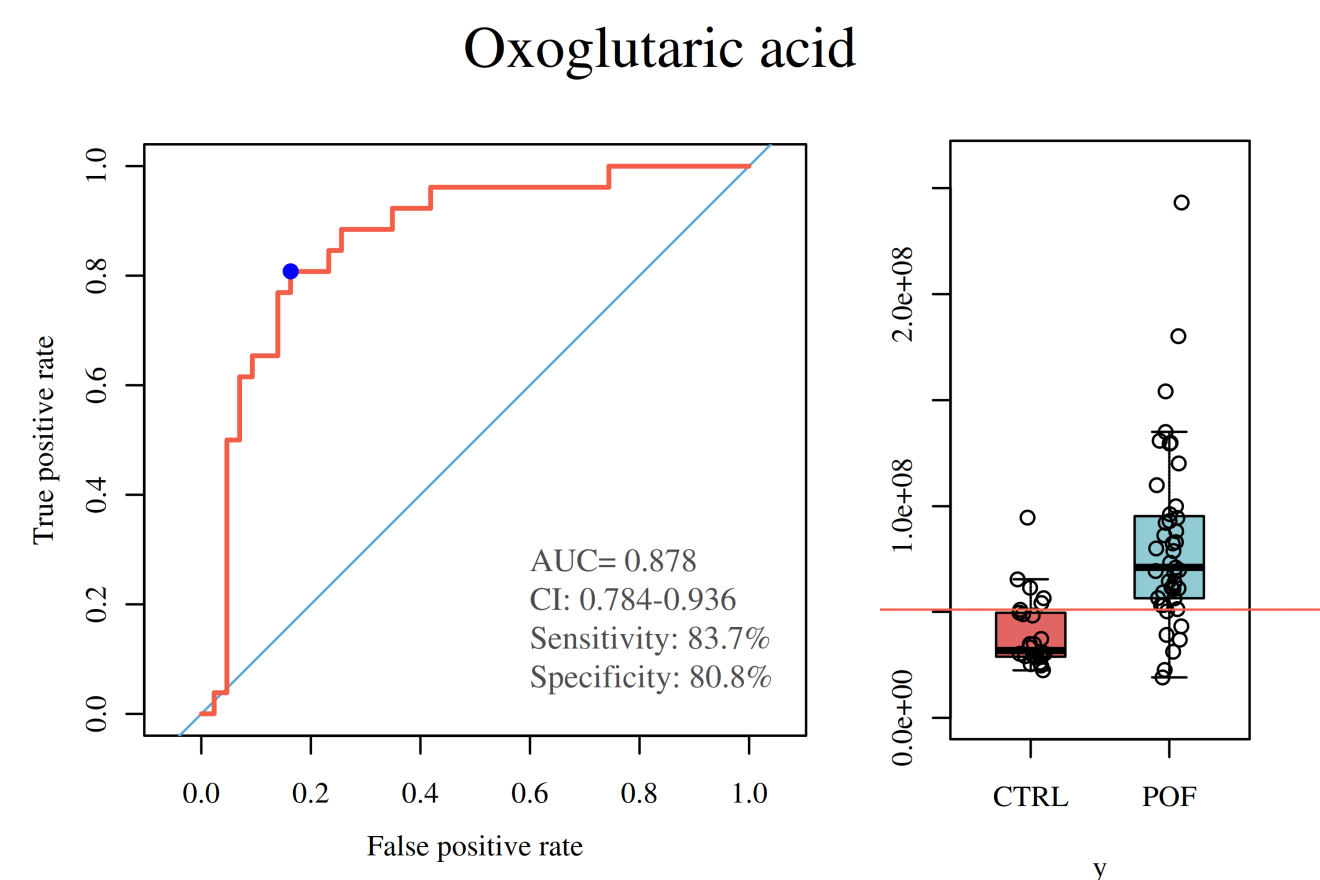 Oxoglutaric acid
True positive rate
1.0
0.8
0.6
0.4
0.2
0.0
AUC= 0.878
CI: 0.784-0.936
Sensitivity: 83.7%
Specificity: 80.8%
0.0 0.2 0.4 0.6 0.8 1.0
False positive rate
2.0e+08
1.0e+08
0.0e+00
CTRL POF
y